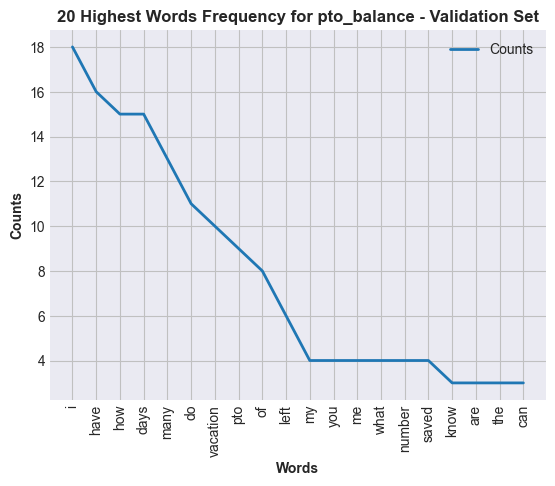 20 Highest Words Frequency for pto_balance - Validation Set
Counts
18
16
14
12
10
8
6
4
Counts
i
have
how
days
many
do
vacation
pto
of
left
my
you
me
what
number
saved
know
are
the
can
Words